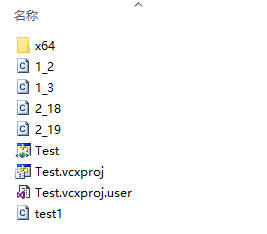 名称
x64
1_2
1_3
2_18
2_19
Test
Test.vcxproj
Test.vcxproj.user
test1